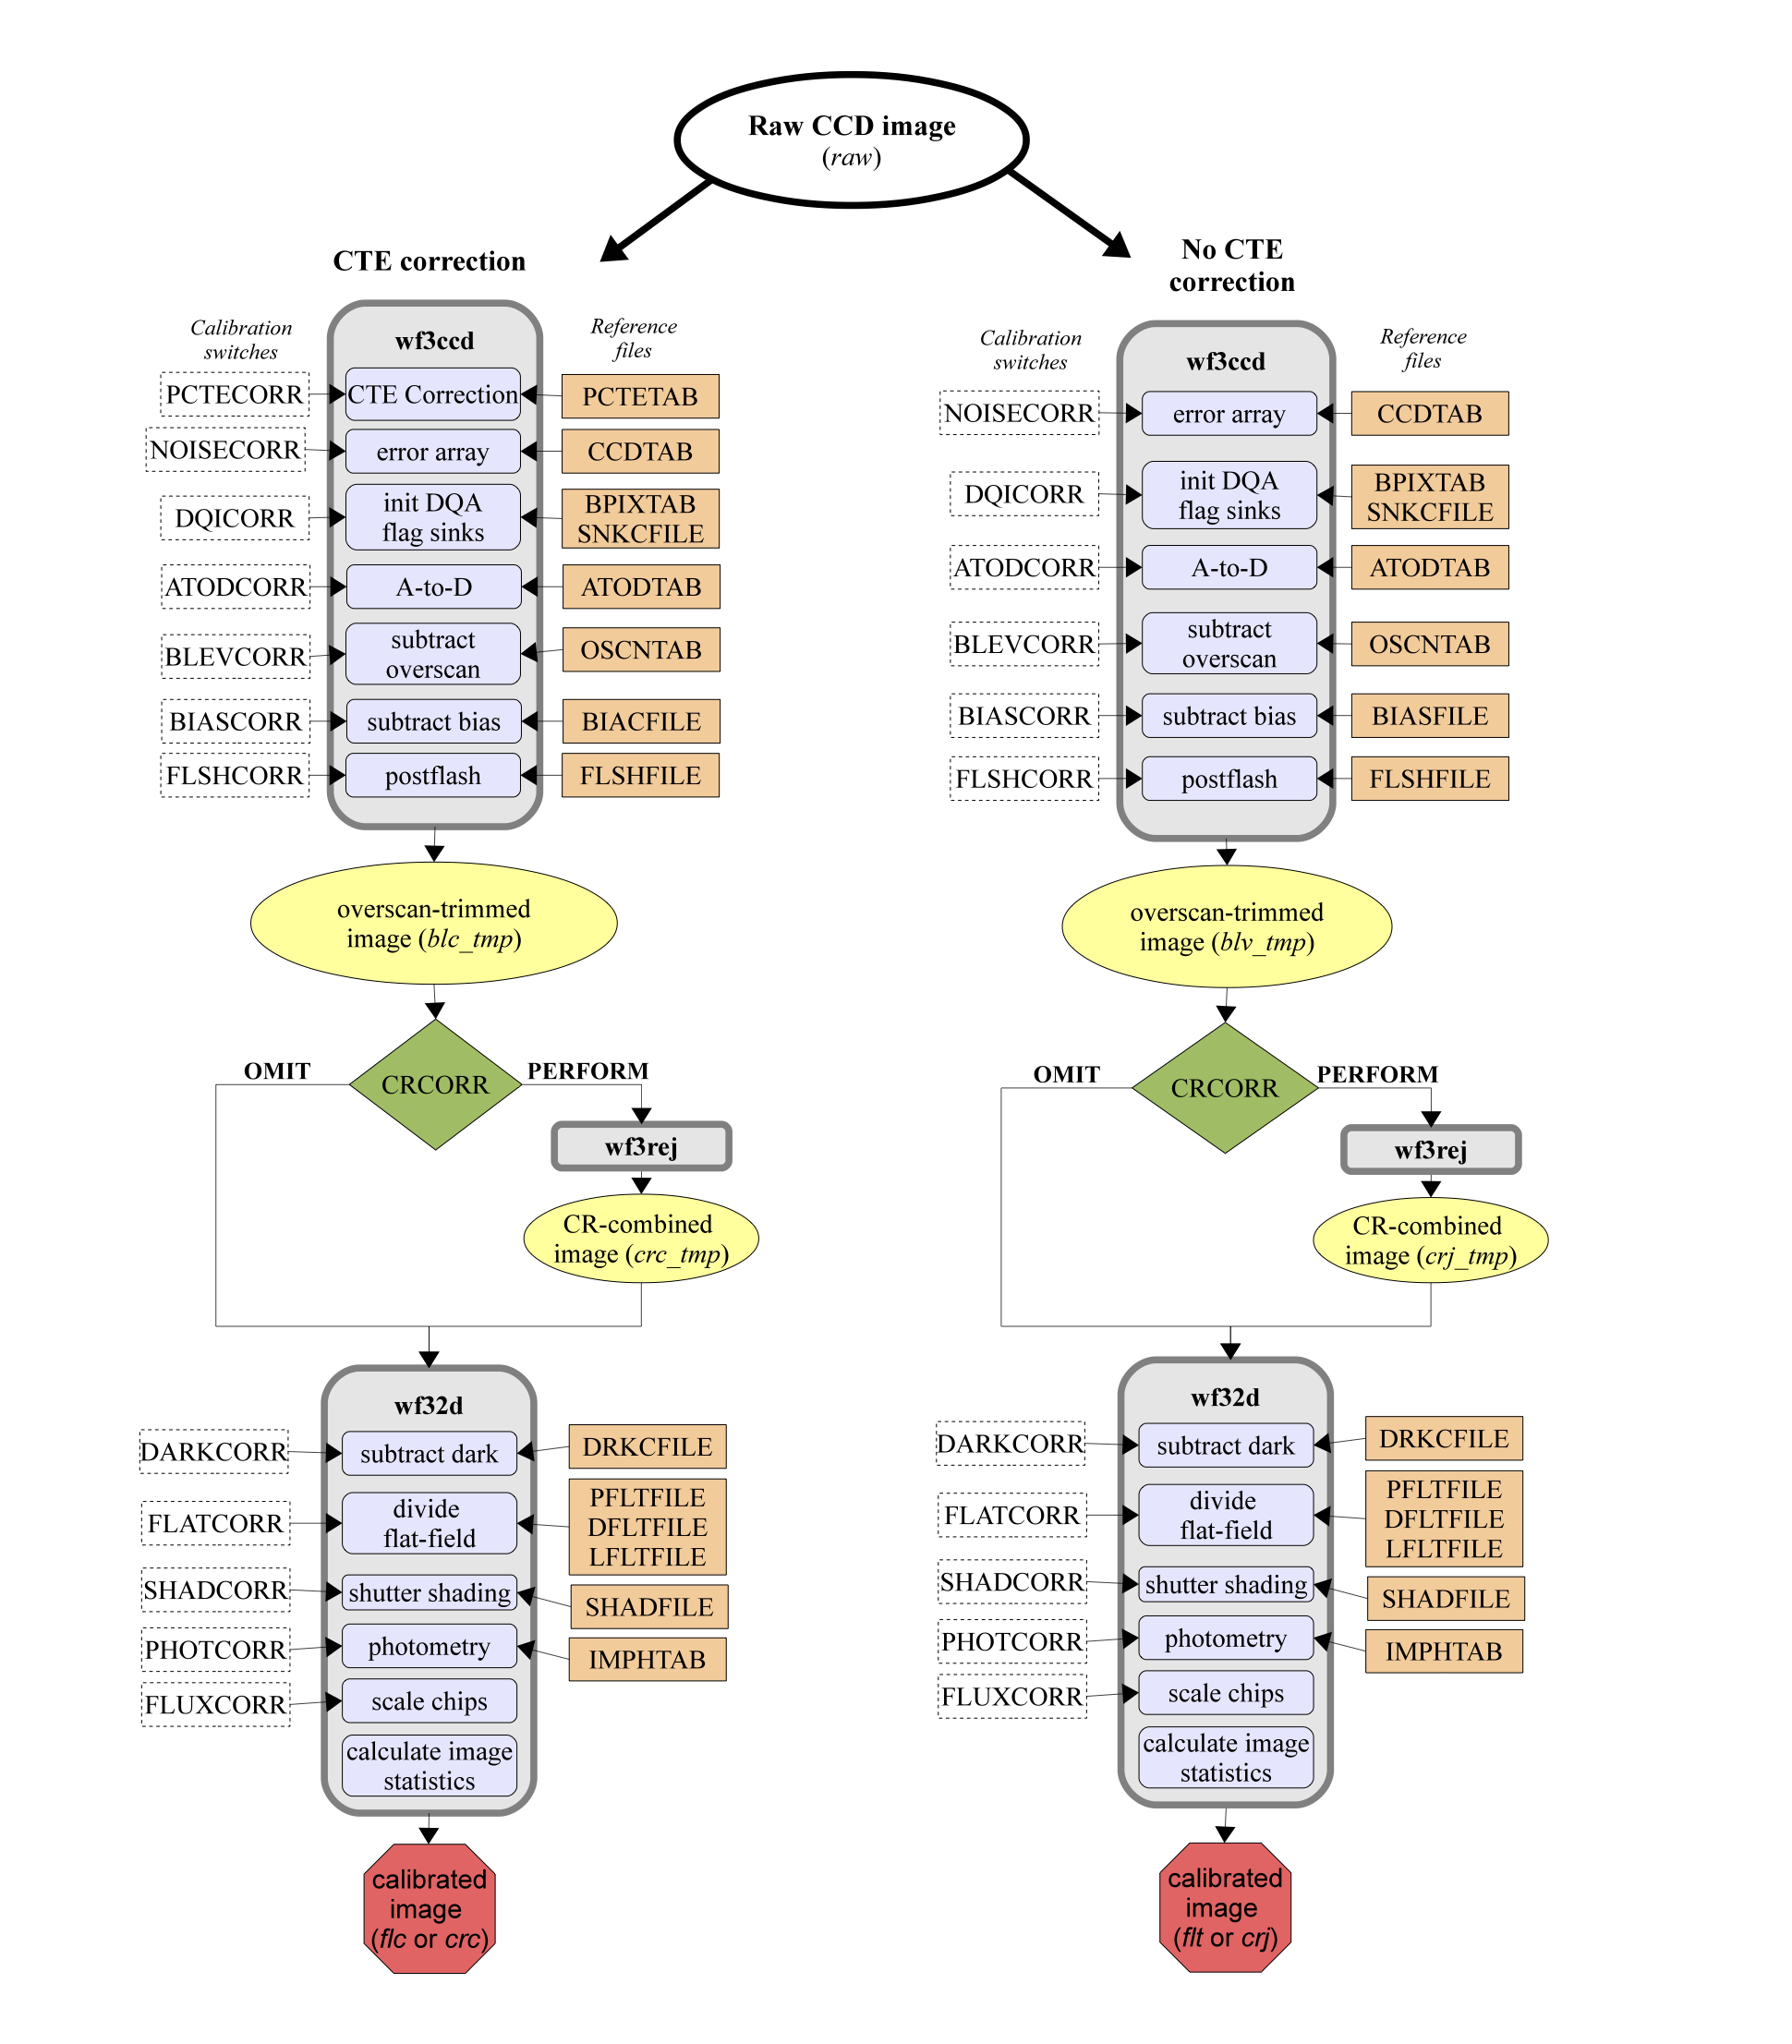 Raw CCD image
(raw)
CTE correction
Calibration
switches
wf3ccd
Reference
files
PCTECORR
CTE Correction
PCTETAB
NOISECORR
error array
CCDTAB
DQICORR
init DQA
flag sinks
BPIXTAB
SNKCFILE
ATODCORR
A-to-D
ATODTAB
BLEVCORR
subtract
overscan
OSCNTAB
BIASCORR
subtract bias
BIACFILE
FLSHCORR
postflash
FLSHFILE
overscan-trimmed
image (blc_tmp)
OMIT
CRCORR
PERFORM
wf3rej
CR-combined
image (crc_tmp)
wf32d
DARKCORR
subtract dark
DRKCFILE
FLATCORR
divide
flat-field
PFLTFILE
DFLTFILE
LFLTFILE
SHADCORR
shutter shading
SHADFILE
PHOTCORR
photometry
IMPHTAB
FLUXCORR
scale chips
calculate image
statistics
calibrated
image
(flc or crc)
No CTE
correction
Calibration
switches
wf3ccd
Reference
files
NOISECORR
error array
CCDTAB
DQICORR
init DQA
flag sinks
BPIXTAB
SNKCFILE
ATODCORR
A-to-D
ATODTAB
BLEVCORR
subtract
overscan
OSCNTAB
BIASCORR
subtract bias
BIASFILE
FLSHCORR
postflash
FLSHFILE
overscan-trimmed
image (blv_tmp)
OMIT
CRCORR
PERFORM
wf3rej
CR-combined
image (crj_tmp)
wf32d
DARKCORR
subtract dark
DRKCFILE
FLATCORR
divide
flat-field
PFLTFILE
DFLTFILE
LFLTFILE
SHADCORR
shutter shading
SHADFILE
PHOTCORR
photometry
IMPHTAB
FLUXCORR
scale chips
calculate image
statistics
calibrated
image
(flt or crj)